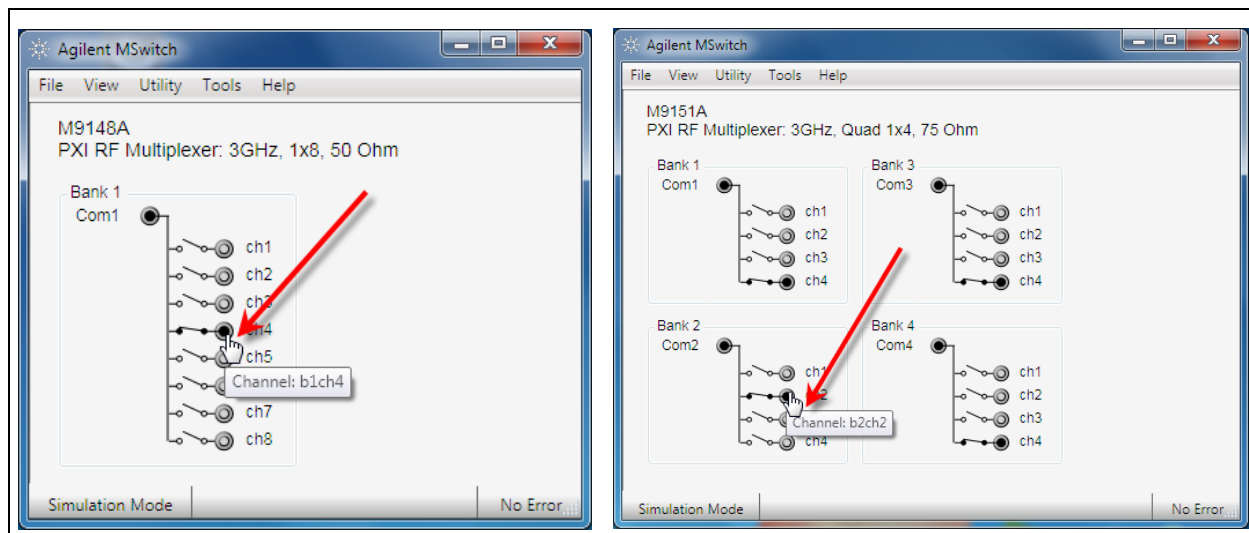 Agilent MSwitch
File View Utility Tools Help
M9148A
PXI RF Multiplexer: 3GHz, 1x8, 50 Ohm
Bank 1
Com1
ch1
ch2
ch3
ch4
ch5
Channel: b1ch4
ch7
ch8
Simulation Mode
No Error
Agilent MSwitch
File View Utility Tools Help
M9151A
PXI RF Multiplexer: 3GHz, Quad 1x4, 75 Ohm
Bank 1
Com1
ch1
ch2
ch3
ch4
Bank 3
Com3
ch1
ch2
ch3
ch4
Bank 2
Com2
ch1
ch2
Channel: b2ch2
ch4
Bank 4
Com4
ch1
ch2
ch3
ch4
Simulation Mode
No Error